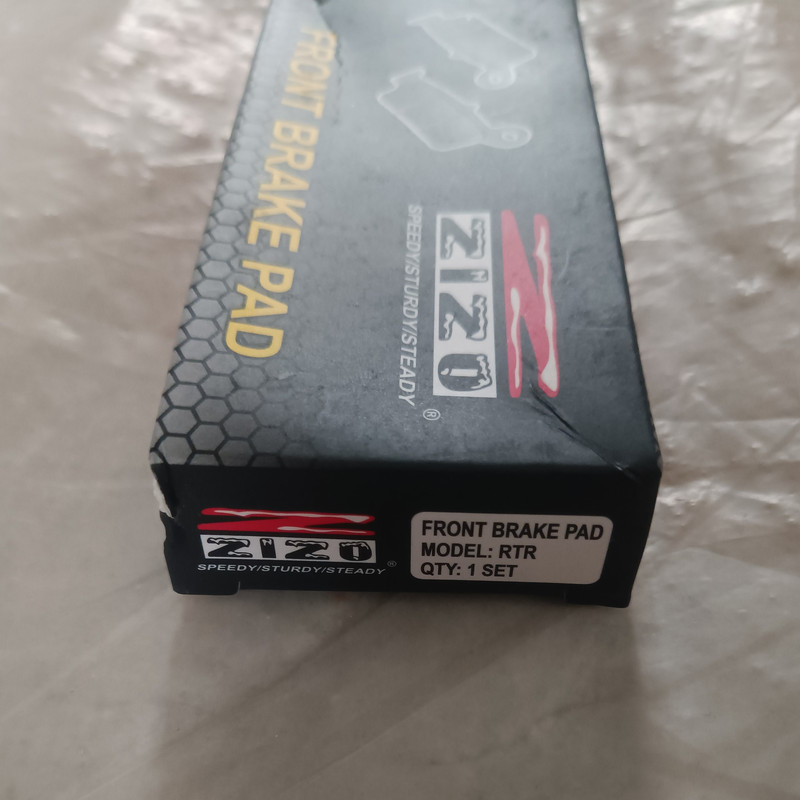 FRONT BRAKE PAD
ZIZO
SPEEDY/STURDY/STEADY
®
ZIZO
SPEEDY/STURDY/STEADY®
FRONT BRAKE PAD
MODEL: RTR
QTY: 1 SET